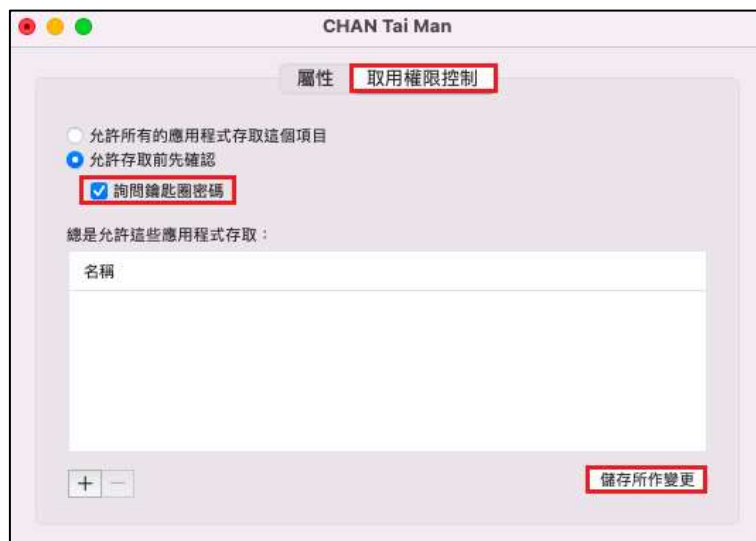 CHAN Tai Man
屬性 取用權限控制
允許所有的應用程式存取這個項目
允許存取前先確認
詢問鑰匙圈密碼
總是允許這些應用程式存取：
名稱
儲存所作變更